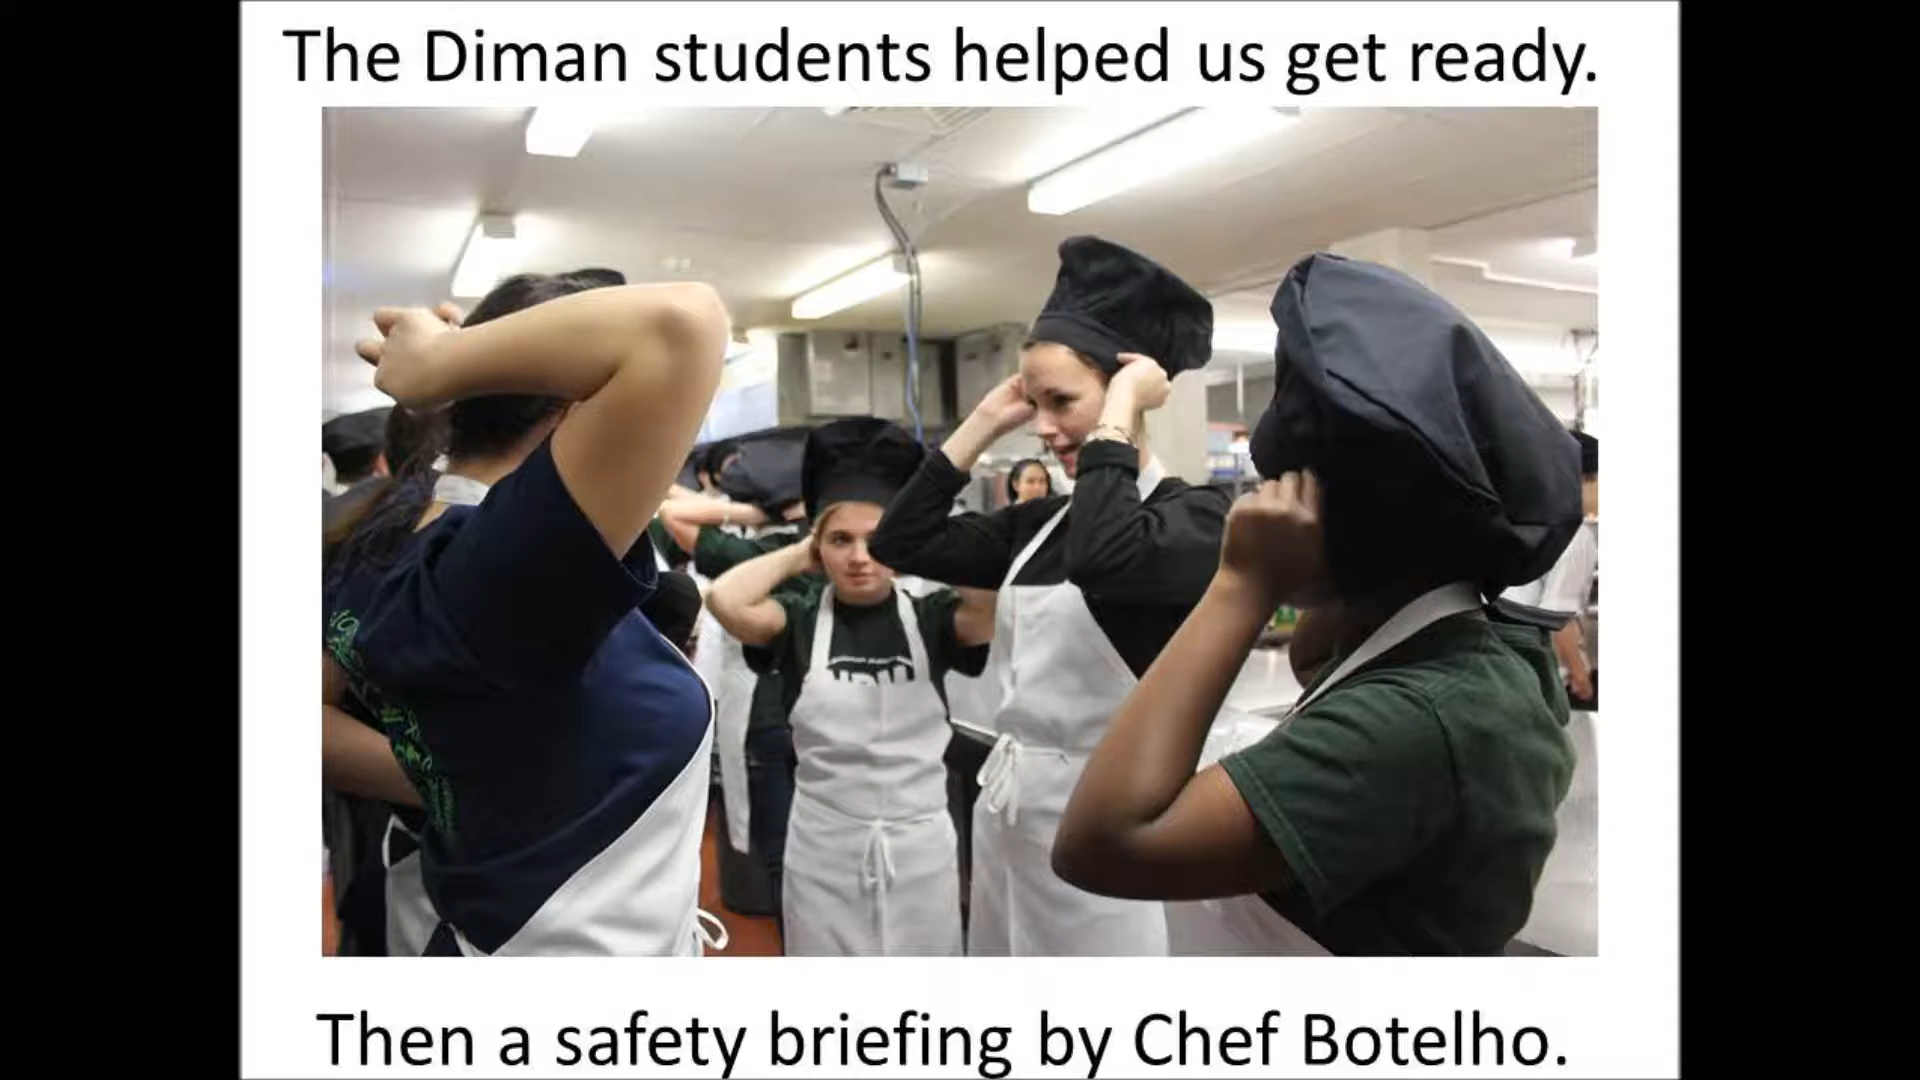 The Diman students helped us get ready.
Then a safety briefing by Chef Botelho.